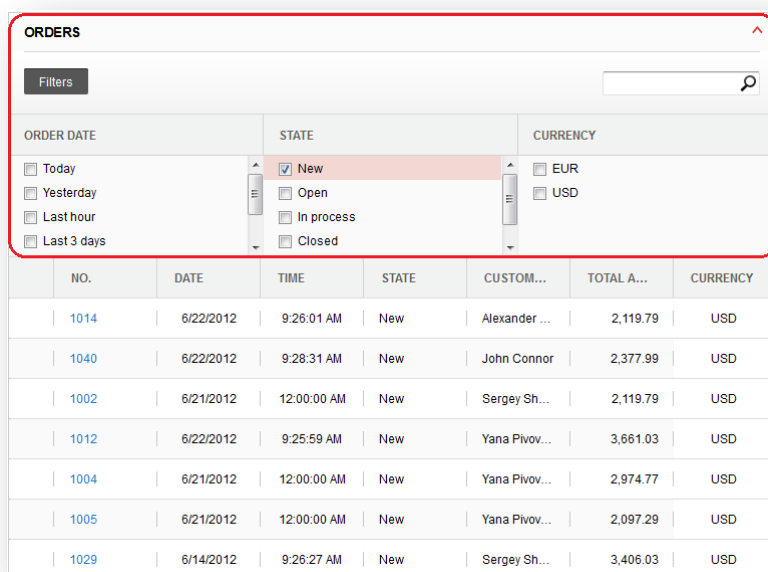 ORDERS
Filters
ORDER DATE STATE CURRENCY
Today New EUR
Yesterday Open USD
Last hour In process
Last 3 days Closed
NO. DATE TIME STATE CUSTOM... TOTAL A... CURRENCY
1014 6/22/2012 9:26:01 AM New Alexander ... 2,119.79 USD
1040 6/22/2012 9:28:31 AM New John Connor 2,377.99 USD
1002 6/21/2012 12:00:00 AM New Sergey Sh... 2,119.79 USD
1012 6/22/2012 9:25:59 AM New Yana Pivov... 3,661.03 USD
1004 6/21/2012 12:00:00 AM New Yana Pivov... 2,974.77 USD
1005 6/21/2012 12:00:00 AM New Yana Pivov... 2,097.29 USD
1029 6/14/2012 9:26:27 AM New Sergey Sh... 3,406.03 USD